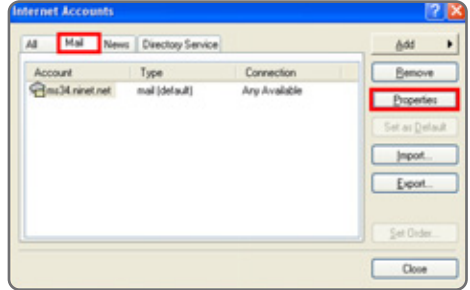 Internet Accounts
All Mail News Directory Service
Account Type Connection
ms34.ninet.net mail (default) Any Available
Add
Remove
Properties
Set as Default
Import...
Export...
Set Order...
Close